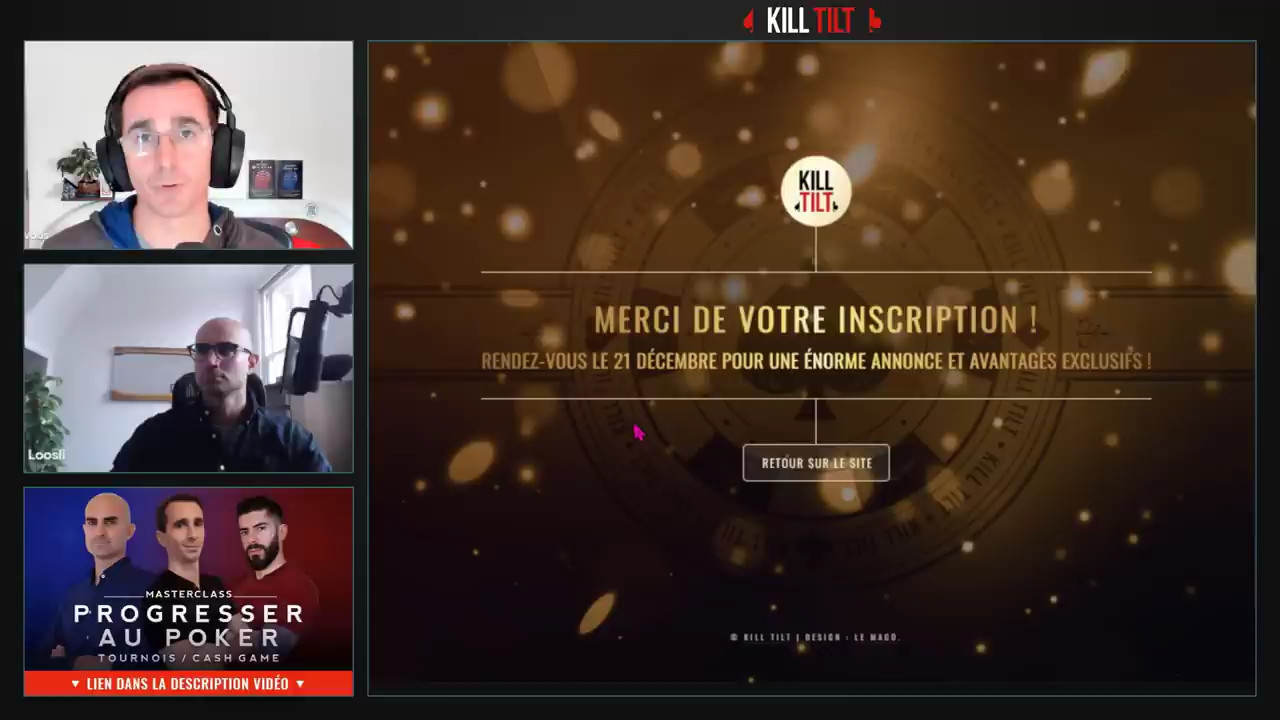 KILL TILT
KILL
TILT
MERCI DE VOTRE INSCRIPTION !
RENDEZ-VOUS LE 21 DÉCEMBRE POUR UNE ÉNORME ANNONCE ET AVANTAGES EXCLUSIFS !
RETOUR SUR LE SITE
© KILL TILT | DESIGN : LE MAGO.
Loosli
MASTERCLASS
PROGRESSER
AU POKER
TOURNOIS / CASH GAME
▼ LIEN DANS LA DESCRIPTION VIDÉO ▼